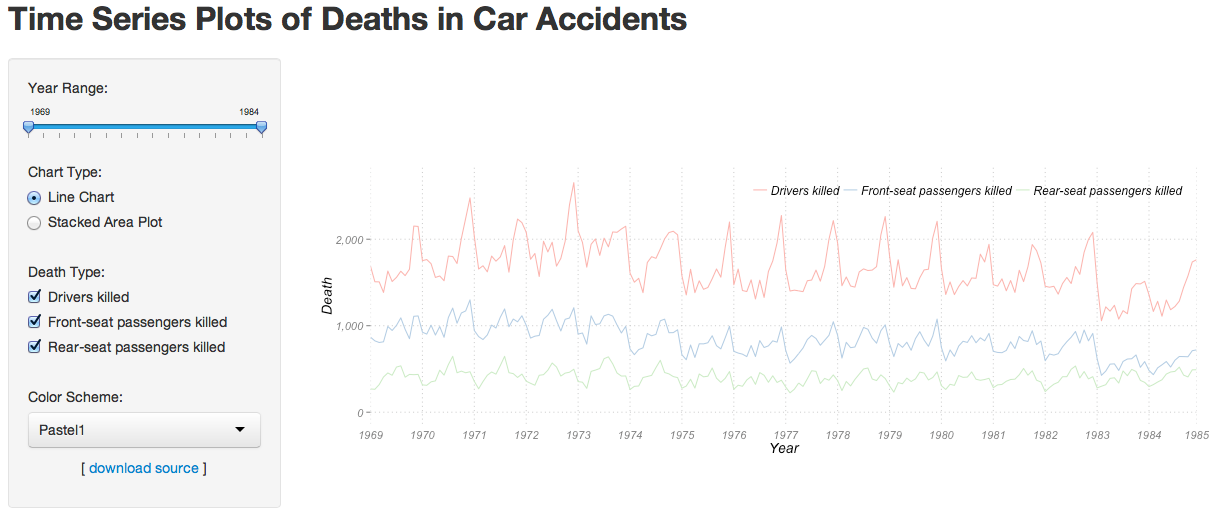 Time Series Plots of Deaths in Car Accidents
Year Range:
1969 1984
Chart Type:
Line Chart
Stacked Area Plot
Death Type:
Drivers killed
Front-seat passengers killed
Rear-seat passengers killed
Color Scheme:
Pastel1
[ download source ]
Drivers killed Front-seat passengers killed Rear-seat passengers killed
Death
2,000
1,000
0
1969 1970 1971 1972 1973 1974 1975 1976 1977 1978 1979 1980 1981 1982 1983 1984 1985
Year